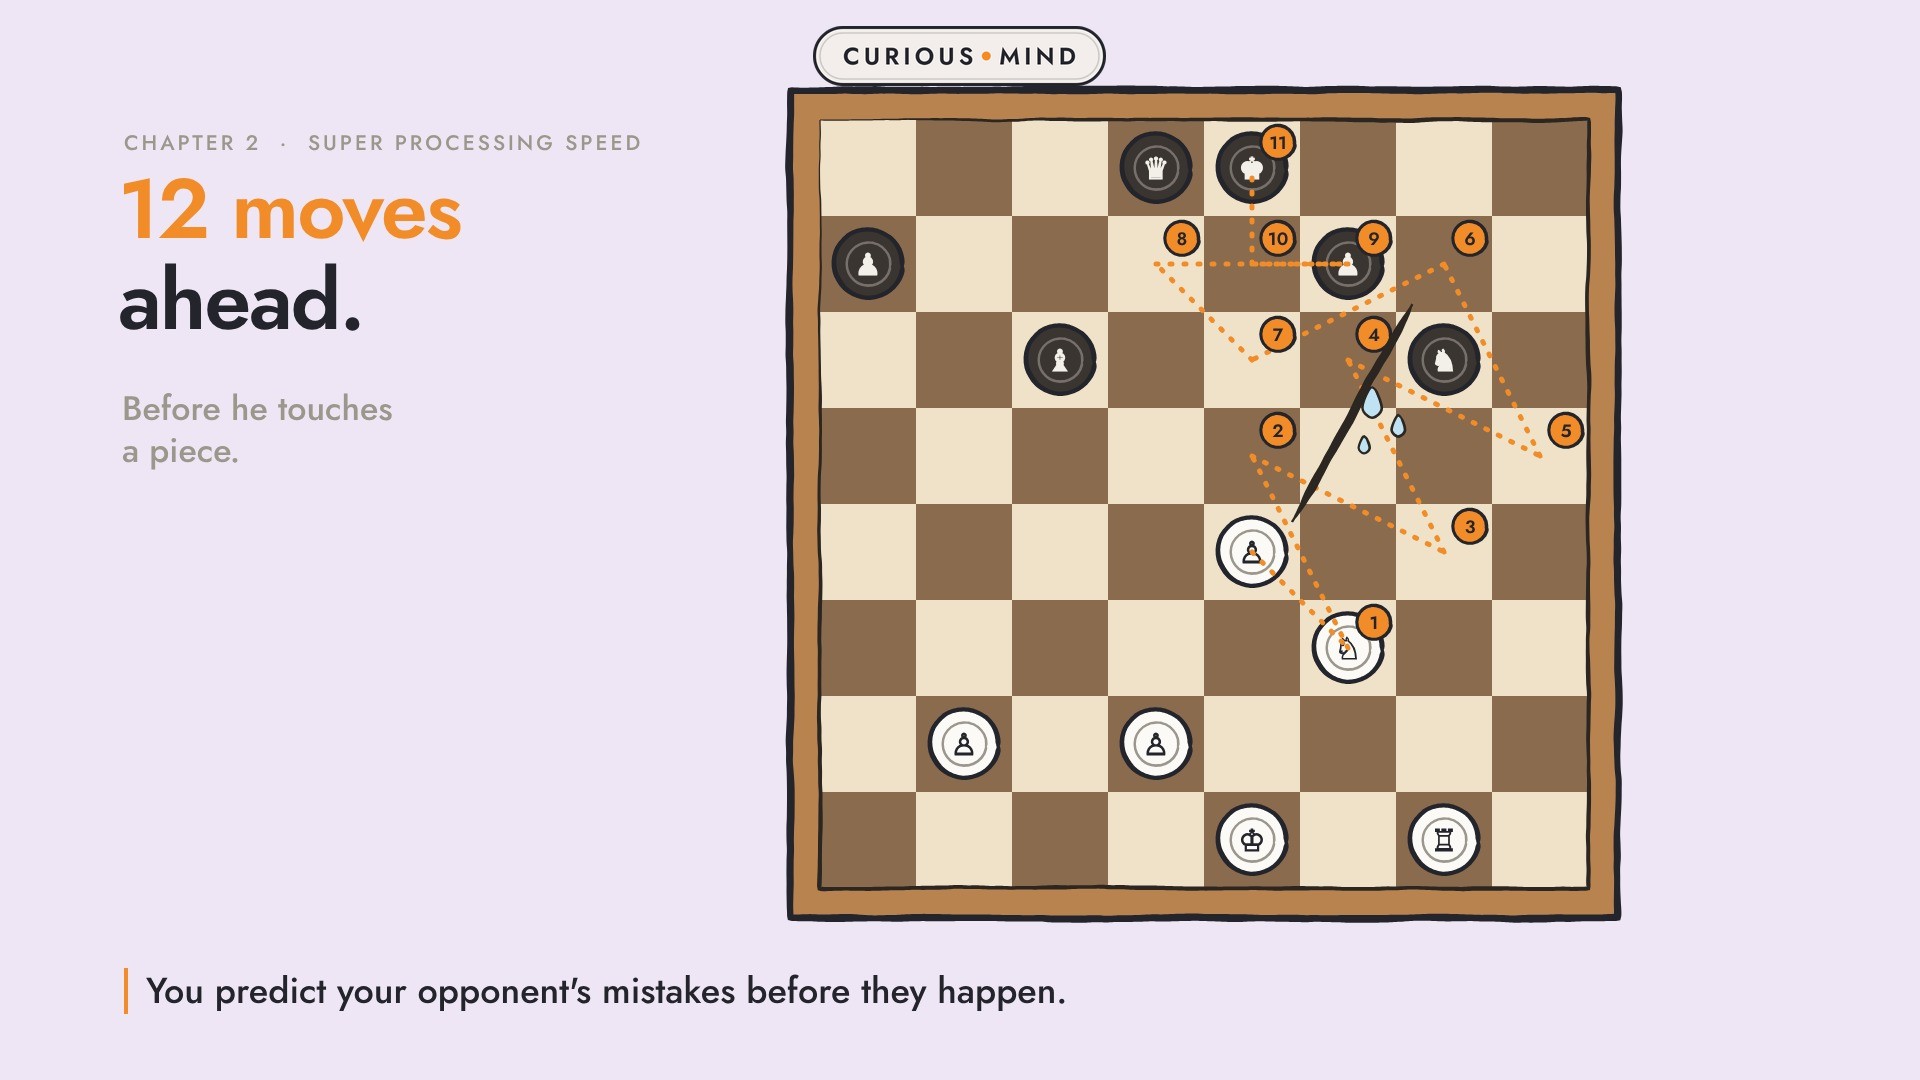 CURIOUS • MIND
CHAPTER 2 · SUPER PROCESSING SPEED
12 moves
ahead.
Before he touches
a piece.
11
8
10
9
6
7
4
2
5
3
1
You predict your opponent's mistakes before they happen.